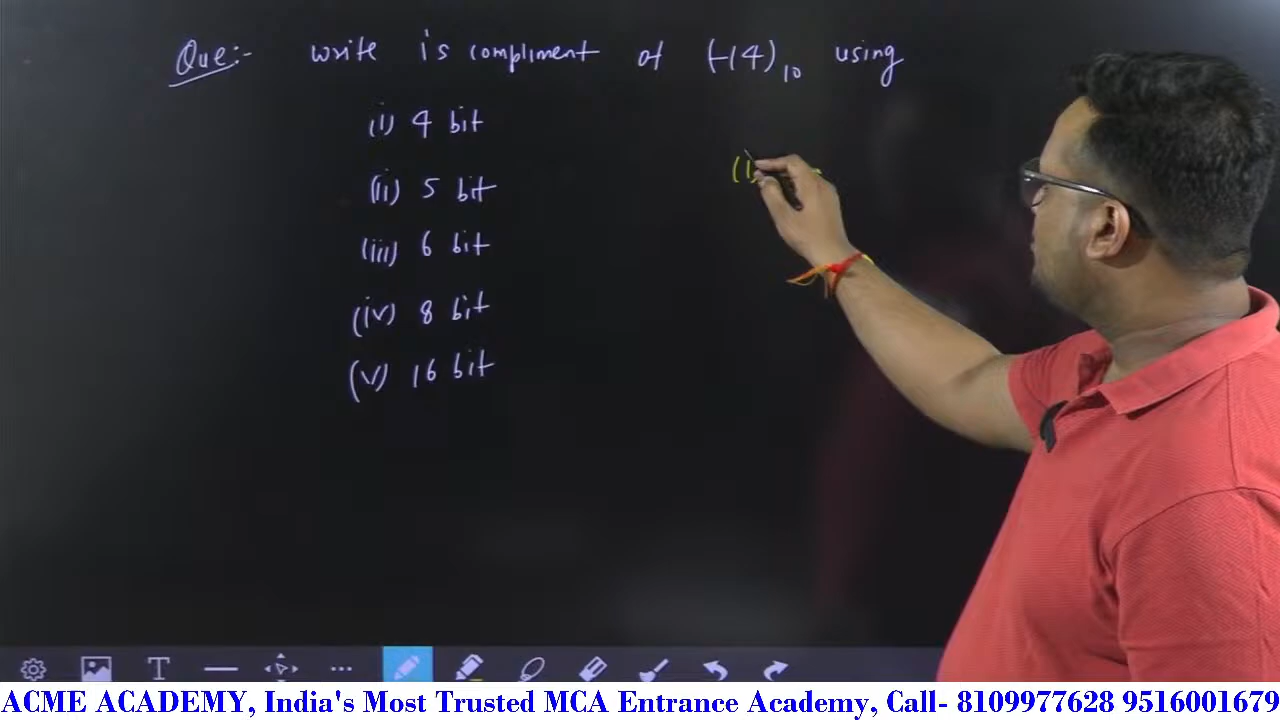 Que:- write i's compliment of (-14)10 using
(i) 4 bit
(i)
(ii) 5 bit
(iii) 6 bit
(iv) 8 bit
(v) 16 bit
T
ACME ACADEMY, India's Most Trusted MCA Entrance Academy, Call- 8109977628 9516001679